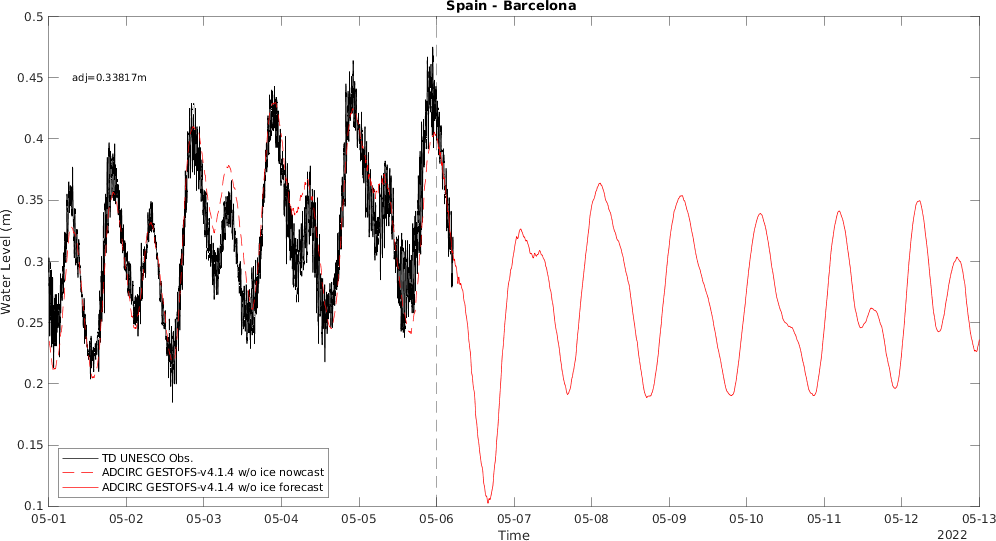 Spain - Barcelona
0.5
0.45
0.4
0.35
0.3
0.25
0.2
0.15
0.1
Water Level (m)
adj=0.33817m
TD UNESCO Obs.
ADCIRC GESTOFS-v4.1.4 w/o ice nowcast
ADCIRC GESTOFS-v4.1.4 w/o ice forecast
05-01 05-02 05-03 05-04 05-05 05-06 05-07 05-08 05-09 05-10 05-11 05-12 05-13
Time
2022